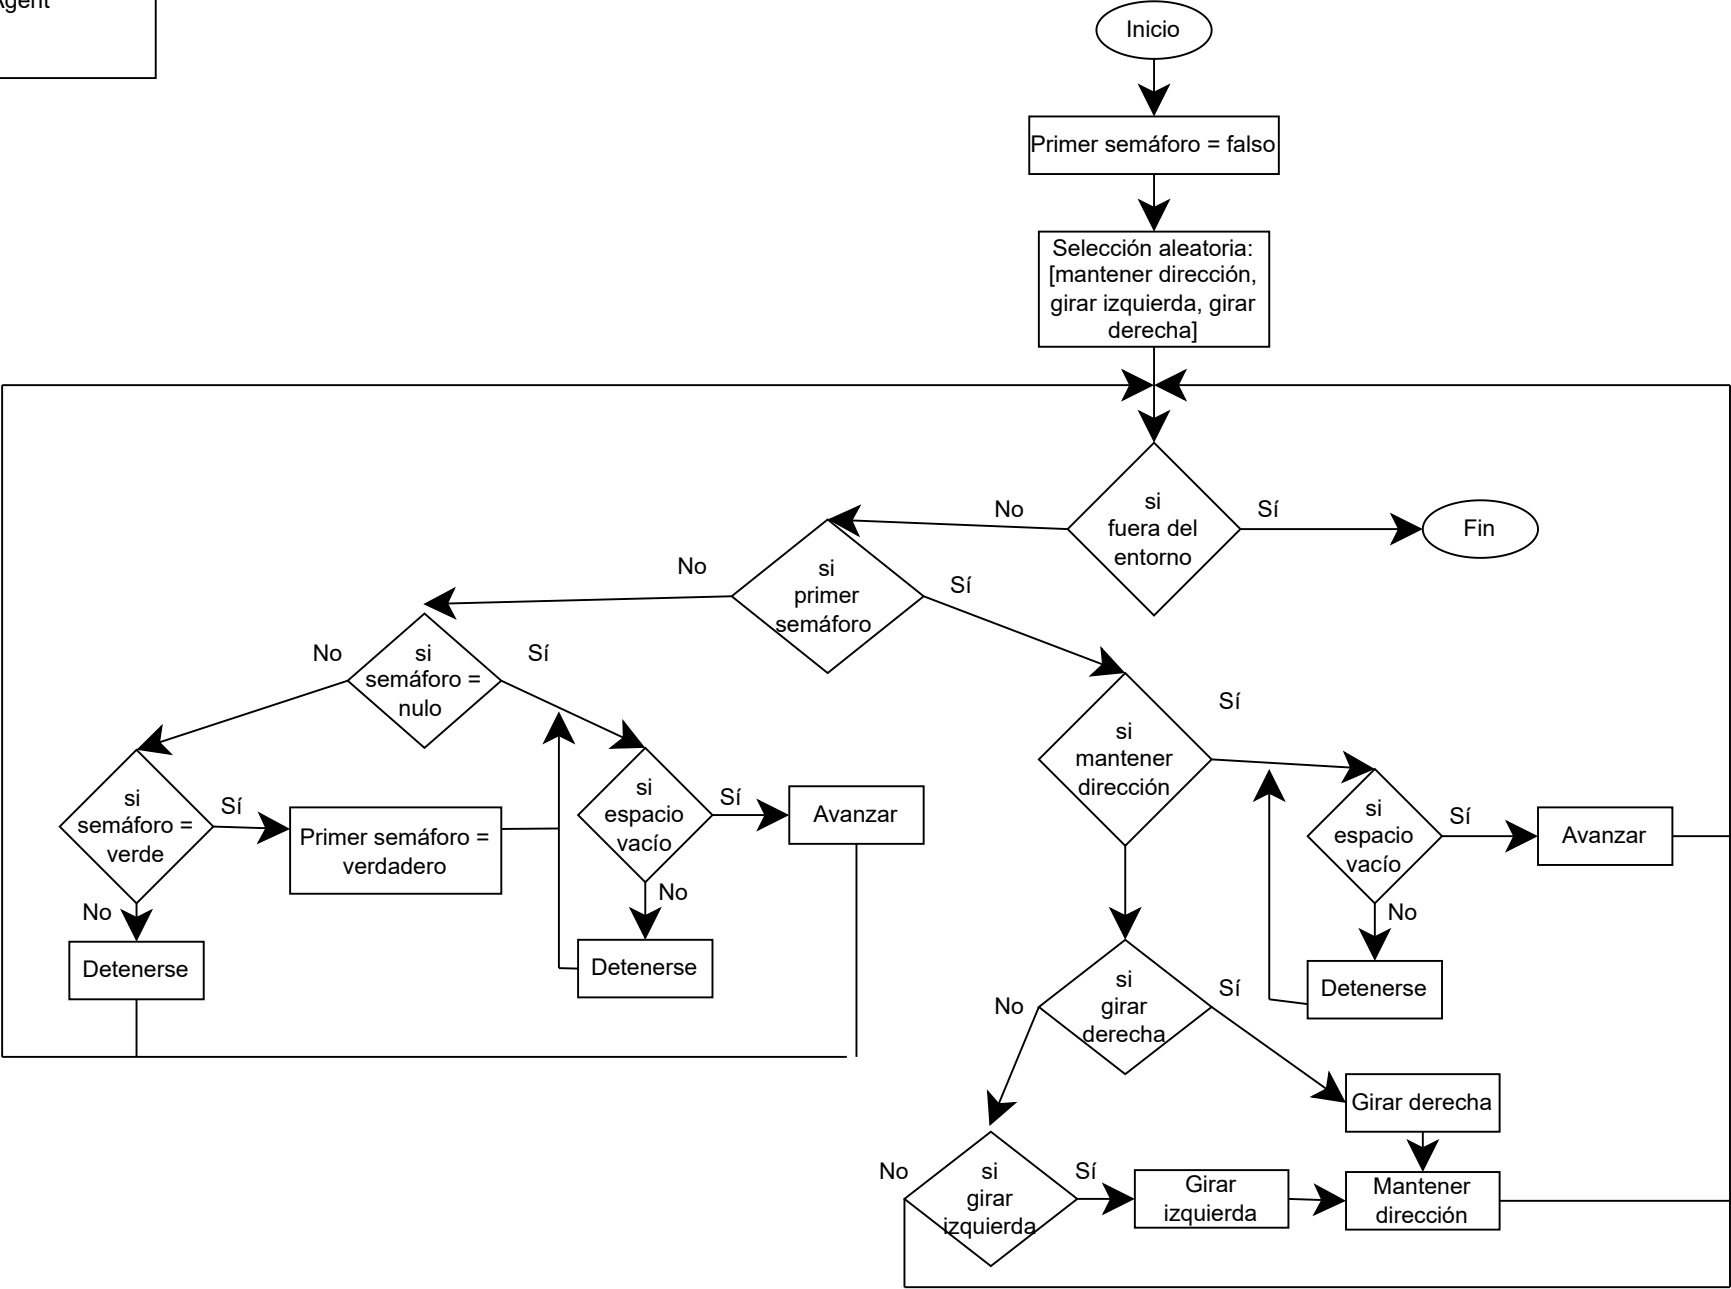 Inicio
Primer semáforo = falso
Selección aleatoria:
[mantener dirección,
girar izquierda, girar
derecha]
si
fuera del
entorno
No
Sí
Fin
si
primer
semáforo
No
Sí
si
semáforo =
nulo
No
Sí
si
mantener
dirección
Sí
si
semáforo =
verde
Sí
No
Primer semáforo =
verdadero
si
espacio
vacío
Sí
No
Avanzar
Detenerse
Detenerse
si
espacio
vacío
Sí
No
Avanzar
Detenerse
si
girar
derecha
No
Sí
Girar derecha
si
girar
izquierda
No
Sí
Girar
izquierda
Mantener
dirección